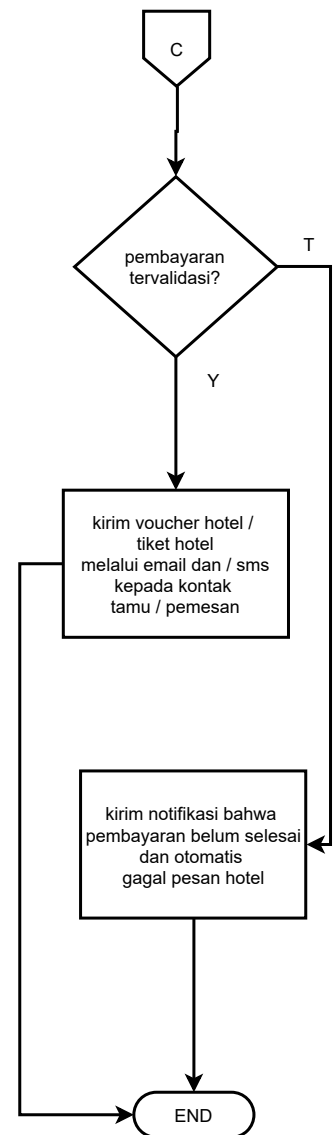 C
pembayaran
tervalidasi?
T
Y
kirim voucher hotel /
tiket hotel
melalui email dan / sms
kepada kontak
tamu / pemesan
kirim notifikasi bahwa
pembayaran belum selesai
dan otomatis
gagal pesan hotel
END